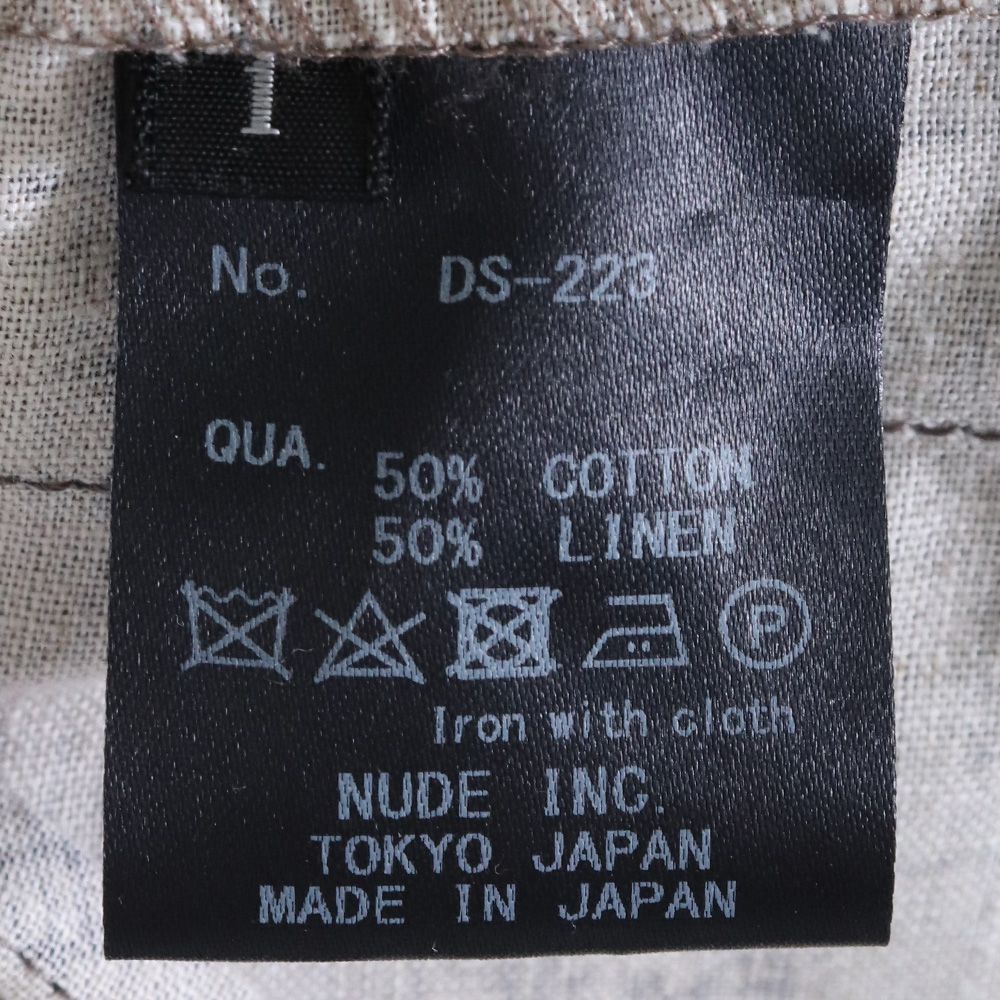 1
No. DS-223
QUA. 50% COTTON
50% LINEN
P
Iron with cloth
NUDE INC.
TOKYO JAPAN
MADE IN JAPAN